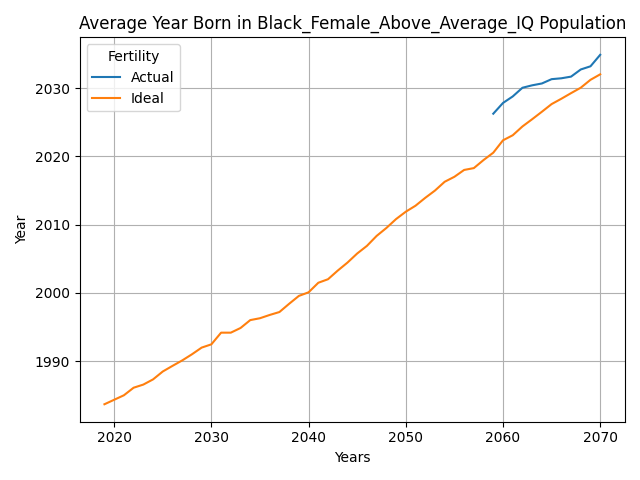 Average Year Born in Black_Female_Above_Average_IQ Population
Fertility
Actual
Ideal
2030
2020
2010
2000
1990
Year
2020 2030 2040 2050 2060 2070
Years